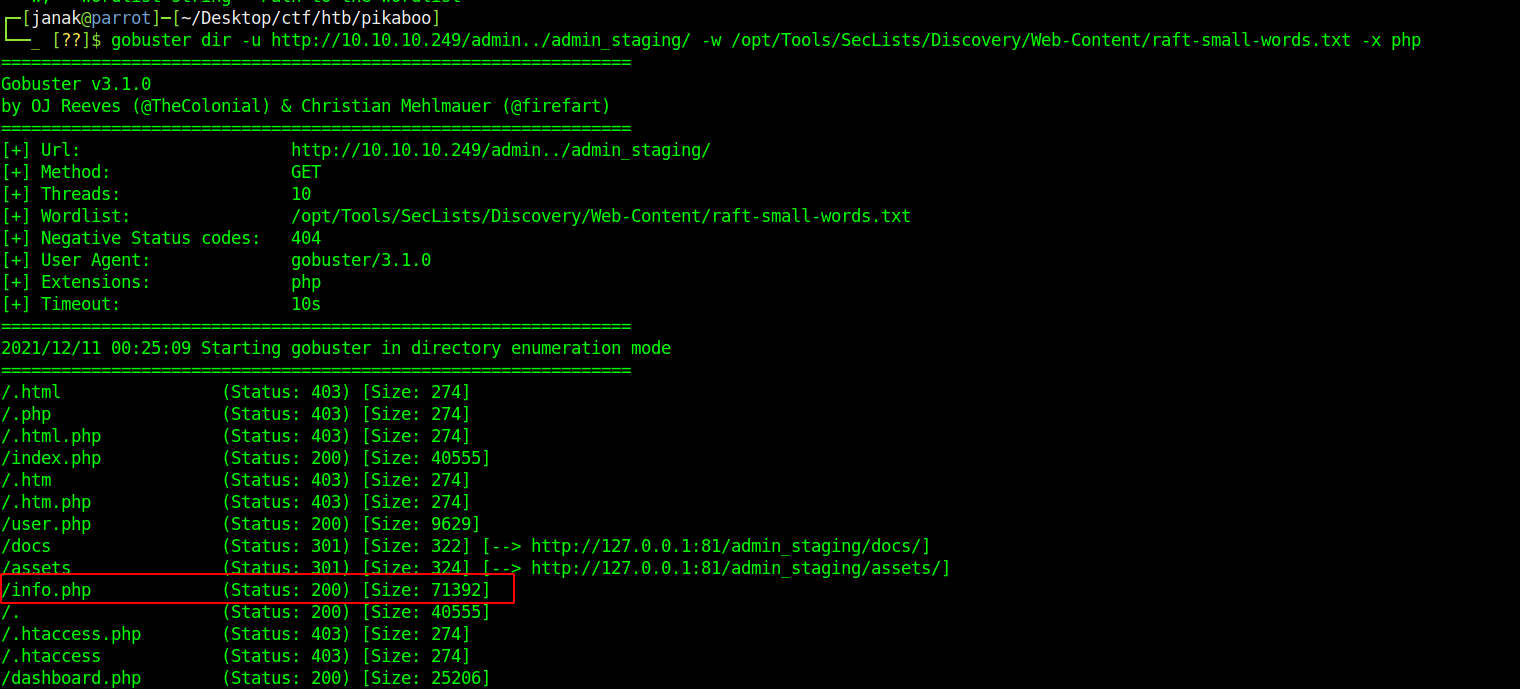 ┌─[janak@parrot]─[~/Desktop/ctf/htb/pikaboo]
└──_ [??]$ gobuster dir -u http://10.10.10.249/admin../admin_staging/ -w /opt/Tools/SecLists/Discovery/Web-Content/raft-small-words.txt -x php
===============================================================
Gobuster v3.1.0
by OJ Reeves (@TheColonial) & Christian Mehlmauer (@firefart)
===============================================================
[+] Url:                     http://10.10.10.249/admin../admin_staging/
[+] Method:                  GET
[+] Threads:                 10
[+] Wordlist:                /opt/Tools/SecLists/Discovery/Web-Content/raft-small-words.txt
[+] Negative Status codes:   404
[+] User Agent:              gobuster/3.1.0
[+] Extensions:              php
[+] Timeout:                 10s
===============================================================
2021/12/11 00:25:09 Starting gobuster in directory enumeration mode
===============================================================
/.html                (Status: 403) [Size: 274]
/.php                 (Status: 403) [Size: 274]
/.html.php            (Status: 403) [Size: 274]
/index.php            (Status: 200) [Size: 40555]
/.htm                 (Status: 403) [Size: 274]
/.htm.php             (Status: 403) [Size: 274]
/user.php             (Status: 200) [Size: 9629]
/docs                 (Status: 301) [Size: 322] [--> http://127.0.0.1:81/admin_staging/docs/]
/assets               (Status: 301) [Size: 324] [--> http://127.0.0.1:81/admin_staging/assets/]
/info.php             (Status: 200) [Size: 71392]
/.                    (Status: 200) [Size: 40555]
/.htaccess.php        (Status: 403) [Size: 274]
/.htaccess            (Status: 403) [Size: 274]
/dashboard.php        (Status: 200) [Size: 25206]